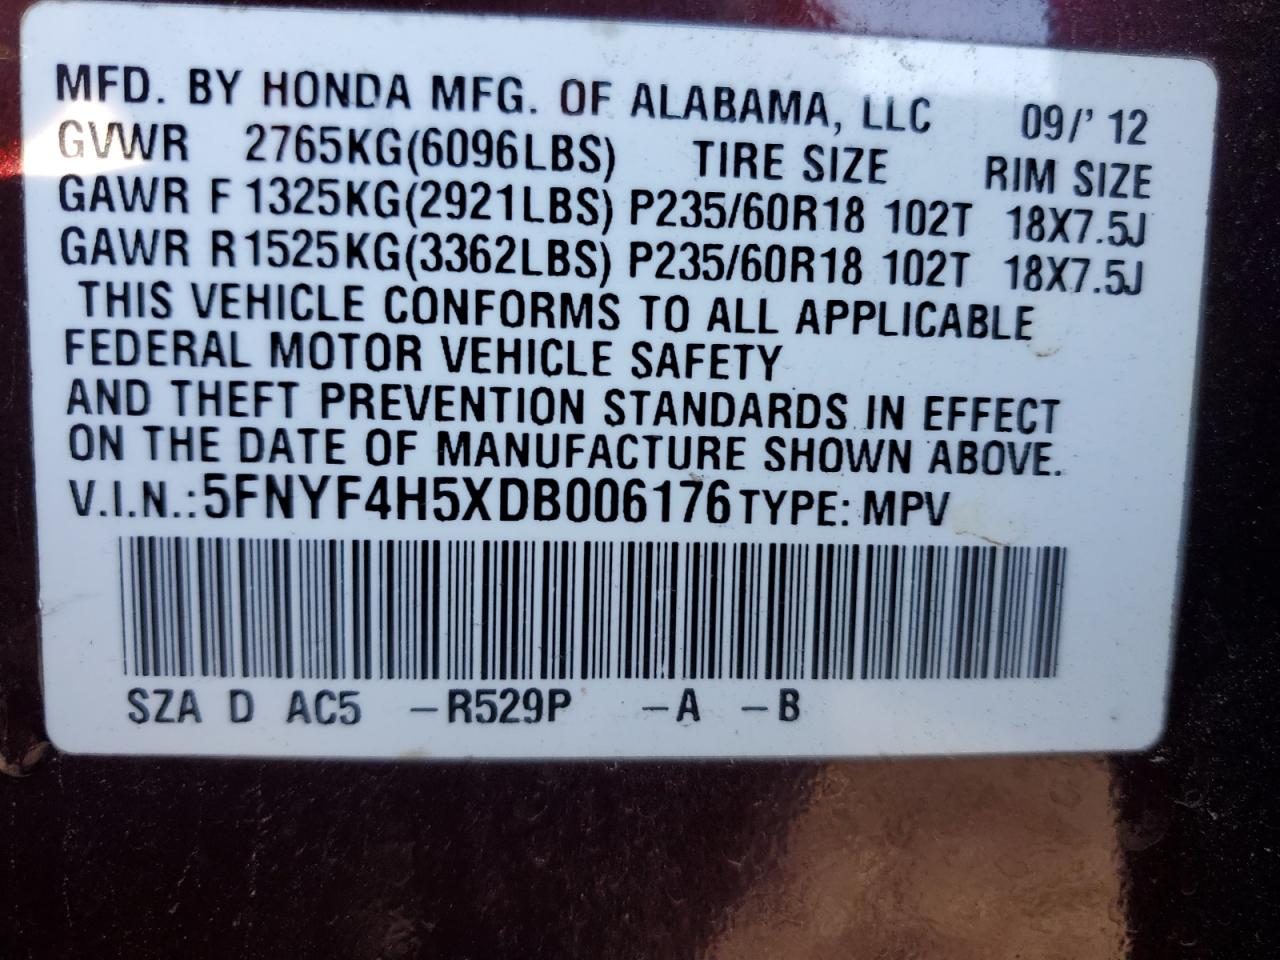 MFD. BY HONDA MFG. OF ALABAMA, LLC 09/' 12
GVWR 2765KG(6096LBS) TIRE SIZE RIM SIZE
GAWR F 1325KG(2921LBS) P235/60R18 102T 18X7.5J
GAWR R1525KG(3362LBS) P235/60R18 102T 18X7.5J
THIS VEHICLE CONFORMS TO ALL APPLICABLE
FEDERAL MOTOR VEHICLE SAFETY
AND THEFT PREVENTION STANDARDS IN EFFECT
ON THE DATE OF MANUFACTURE SHOWN ABOVE.
V.I.N.:5FNYF4H5XDB006176 TYPE: MPV
SZA D AC5 –R529P –A –B